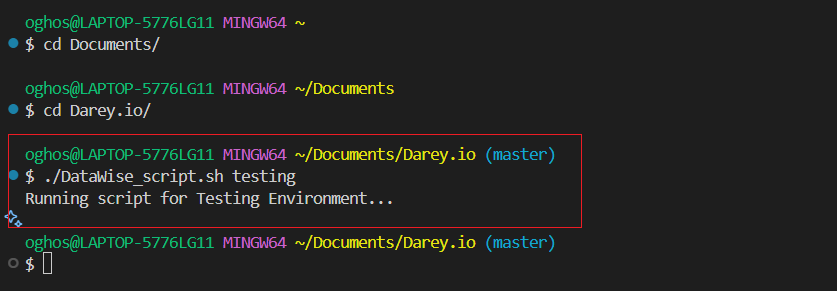 oghos@LAPTOP-5776LG11 MINGW64 ~
$ cd Documents/
oghos@LAPTOP-5776LG11 MINGW64 ~/Documents
$ cd Darey.io/
oghos@LAPTOP-5776LG11 MINGW64 ~/Documents/Darey.io (master)
$ ./DataWise_script.sh testing
Running script for Testing Environment...
oghos@LAPTOP-5776LG11 MINGW64 ~/Documents/Darey.io (master)
$